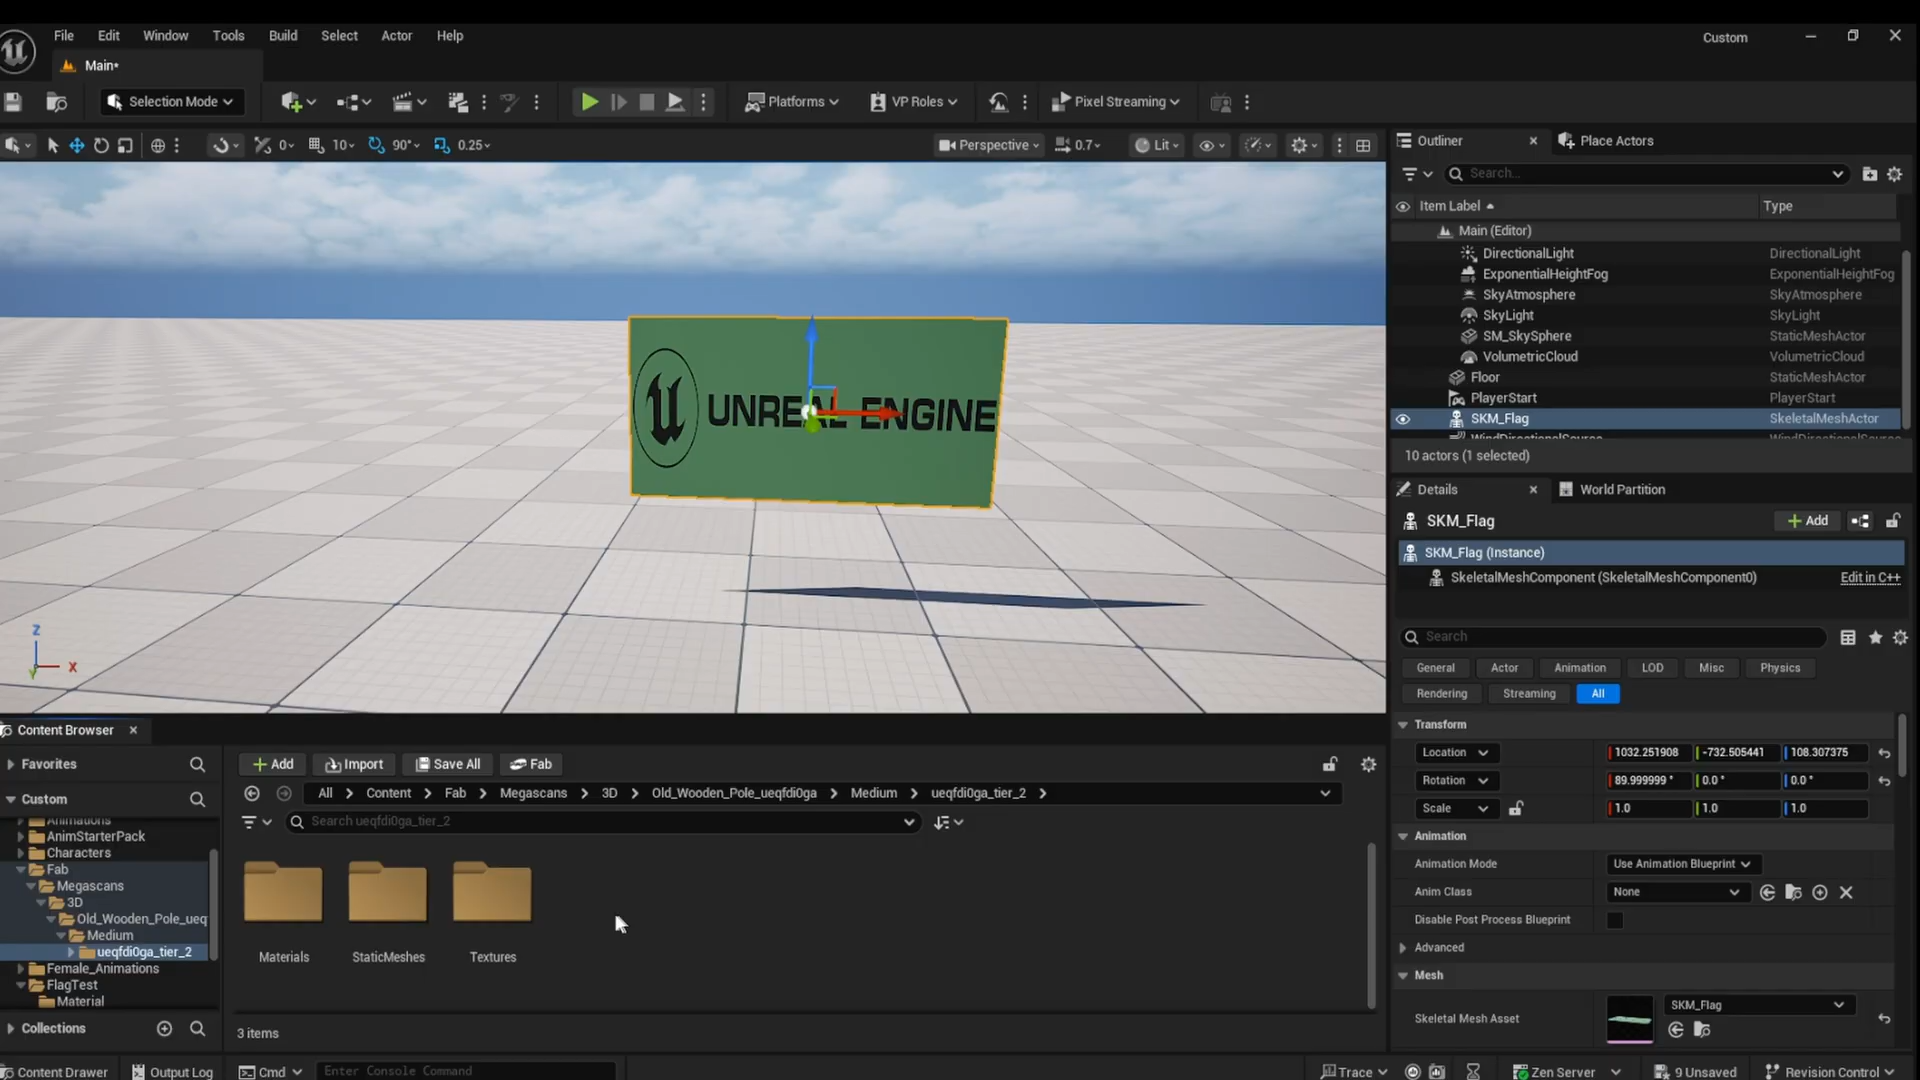 File Edit Window Tools Build Select Actor Help
Custom
Main*
Selection Mode
Platforms
VP Roles
Pixel Streaming
0
10
90°
0.25
Perspective
0.7
Lit
UNREAL ENGINE
Z
X
Y
Outliner
Place Actors
Search...
Item Label
Type
Main (Editor)
DirectionalLight DirectionalLight
ExponentialHeightFog ExponentialHeightFog
SkyAtmosphere SkyAtmosphere
SkyLight SkyLight
SM_SkySphere StaticMeshActor
VolumetricCloud VolumetricCloud
Floor StaticMeshActor
PlayerStart PlayerStart
SKM_Flag SkeletalMeshActor
WindDirectionalSource WindDirectionalSource
10 actors (1 selected)
Details
World Partition
SKM_Flag
Add
SKM_Flag (Instance)
SkeletalMeshComponent (SkeletalMeshComponent0) Edit in C++
Search
General Actor Animation LOD Misc Physics
Rendering Streaming All
Transform
Location 1032.251908 -732.505441 108.307375
Rotation 89.999999 ° 0.0 ° 0.0 °
Scale 1.0 1.0 1.0
Animation
Animation Mode Use Animation Blueprint
Anim Class None
Disable Post Process Blueprint
Advanced
Mesh
Skeletal Mesh Asset SKM_Flag
Content Browser
Favorites
Custom
Animations
AnimStarterPack
Characters
Fab
Megascans
3D
Old_Wooden_Pole_ueq
Medium
ueqfdi0ga_tier_2
Female_Animations
FlagTest
Material
Collections
Add Import Save All Fab
All Content Fab Megascans 3D Old_Wooden_Pole_ueqfdi0ga Medium ueqfdi0ga_tier_2
Search ueqfdi0ga_tier_2
Materials StaticMeshes Textures
3 items
Content Drawer Output Log Cmd Enter Console Command
Trace Zen Server 9 Unsaved Revision Control